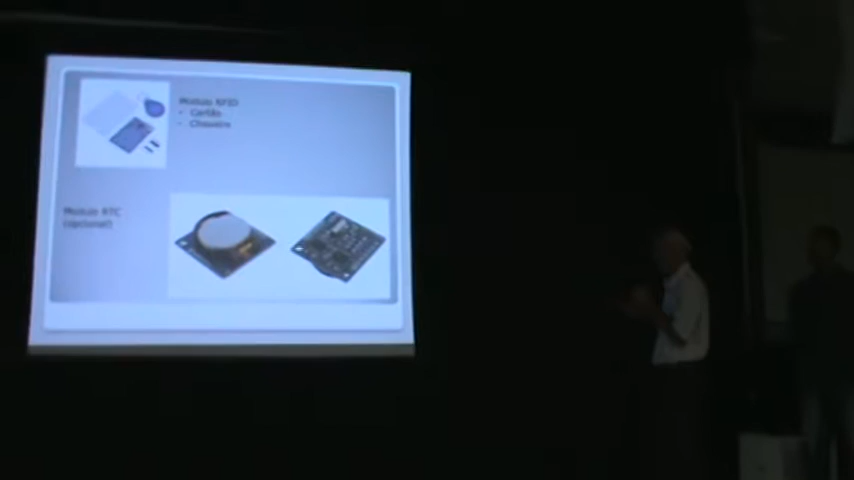 Módulo RFID
• Cartão
• Chaveiro
Módulo RTC
(opcional)